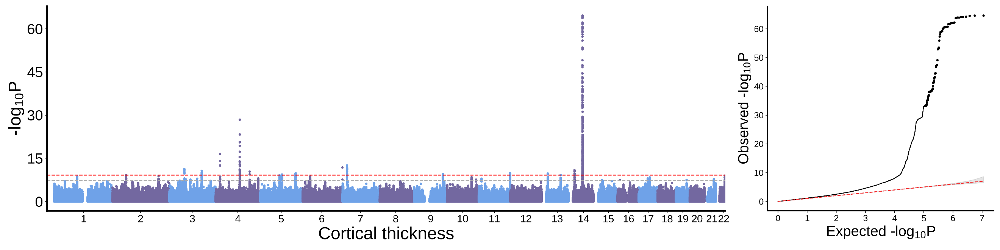 -log10P
60
45
30
15
0
1 2 3 4 5 6 7 8 9 10 11 12 13 14 15 16 17 18 19 20 21 22
Cortical thickness
Observed -log10P
60
50
40
30
20
10
0
0 1 2 3 4 5 6 7
Expected -log10P